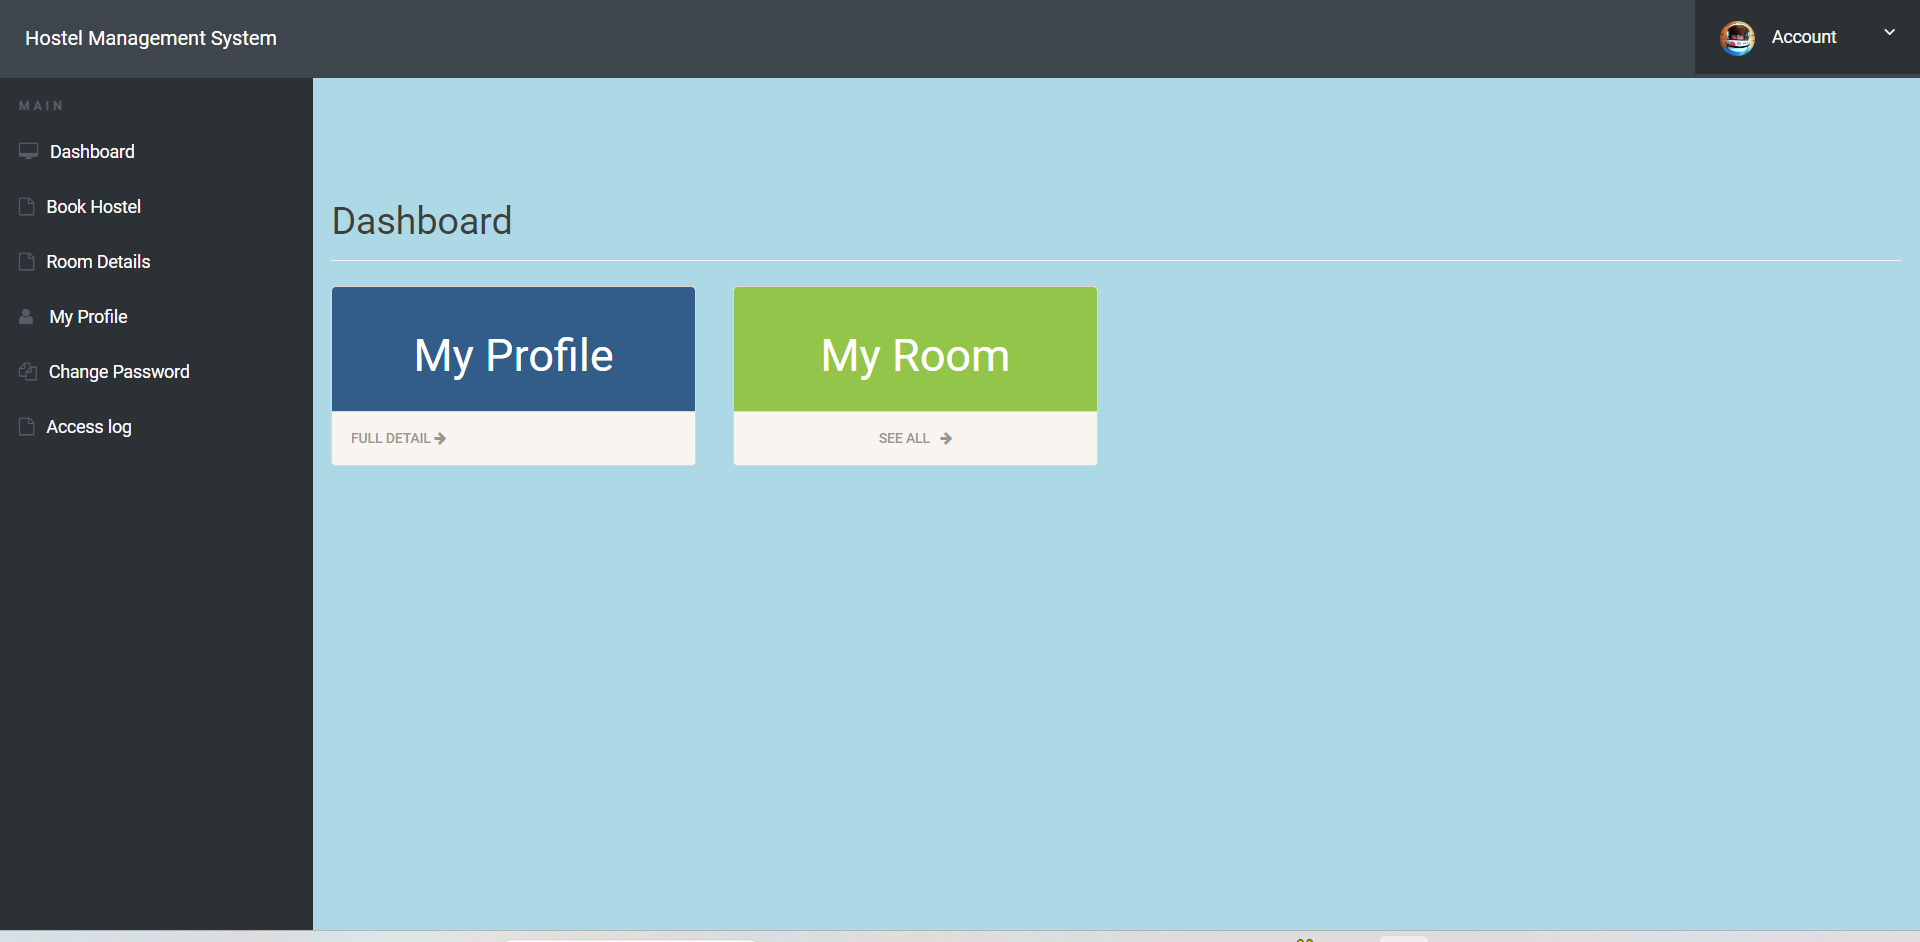 Hostel Management System
Account
MAIN
Dashboard
Book Hostel
Room Details
My Profile
Change Password
Access log
Dashboard
My Profile
FULL DETAIL
My Room
SEE ALL